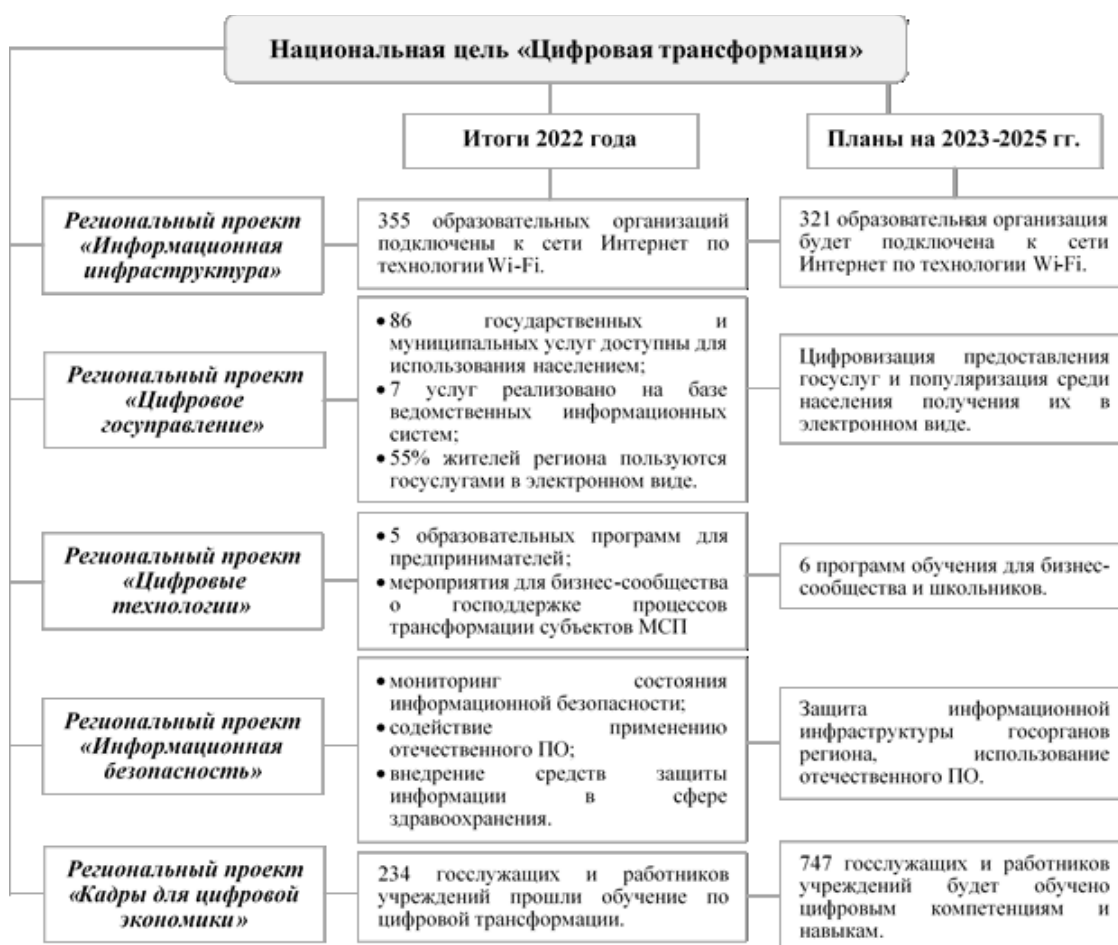 Национальная цель «Цифровая трансформация»
Итоги 2022 года
Планы на 2023-2025 гг.
Региональный проект
«Информационная
инфраструктура»
355 образовательных организаций
подключены к сети Интернет по
технологии Wi-Fi.
321 образовательная организация
будет подключена к сети
Интернет по технологии Wi-Fi.
Региональный проект
«Цифровое
госуправление»
• 86 государственных и
муниципальных услуг доступны для
использования населением;
• 7 услуг реализовано на базе
ведомственных информационных
систем;
• 55% жителей региона пользуются
госуслугами в электронном виде.
Цифровизация предоставления
госуслуг и популяризация среди
населения получения их в
электронном виде.
Региональный проект
«Цифровые
технологии»
• 5 образовательных программ для
предпринимателей;
• мероприятия для бизнес-сообщества
о господдержке процессов
трансформации субъектов МСП
6 программ обучения для бизнес-
сообщества и школьников.
Региональный проект
«Информационная
безопасность»
• мониторинг состояния
информационной безопасности;
• содействие применению
отечественного ПО;
• внедрение средств защиты
информации в сфере
здравоохранения.
Защита информационной
инфраструктуры госорганов
региона, использование
отечественного ПО.
Региональный проект
«Кадры для цифровой
экономики»
234 госслужащих и работников
учреждений прошли обучение по
цифровой трансформации.
747 госслужащих и работников
учреждений будет обучено
цифровым компетенциям и
навыкам.